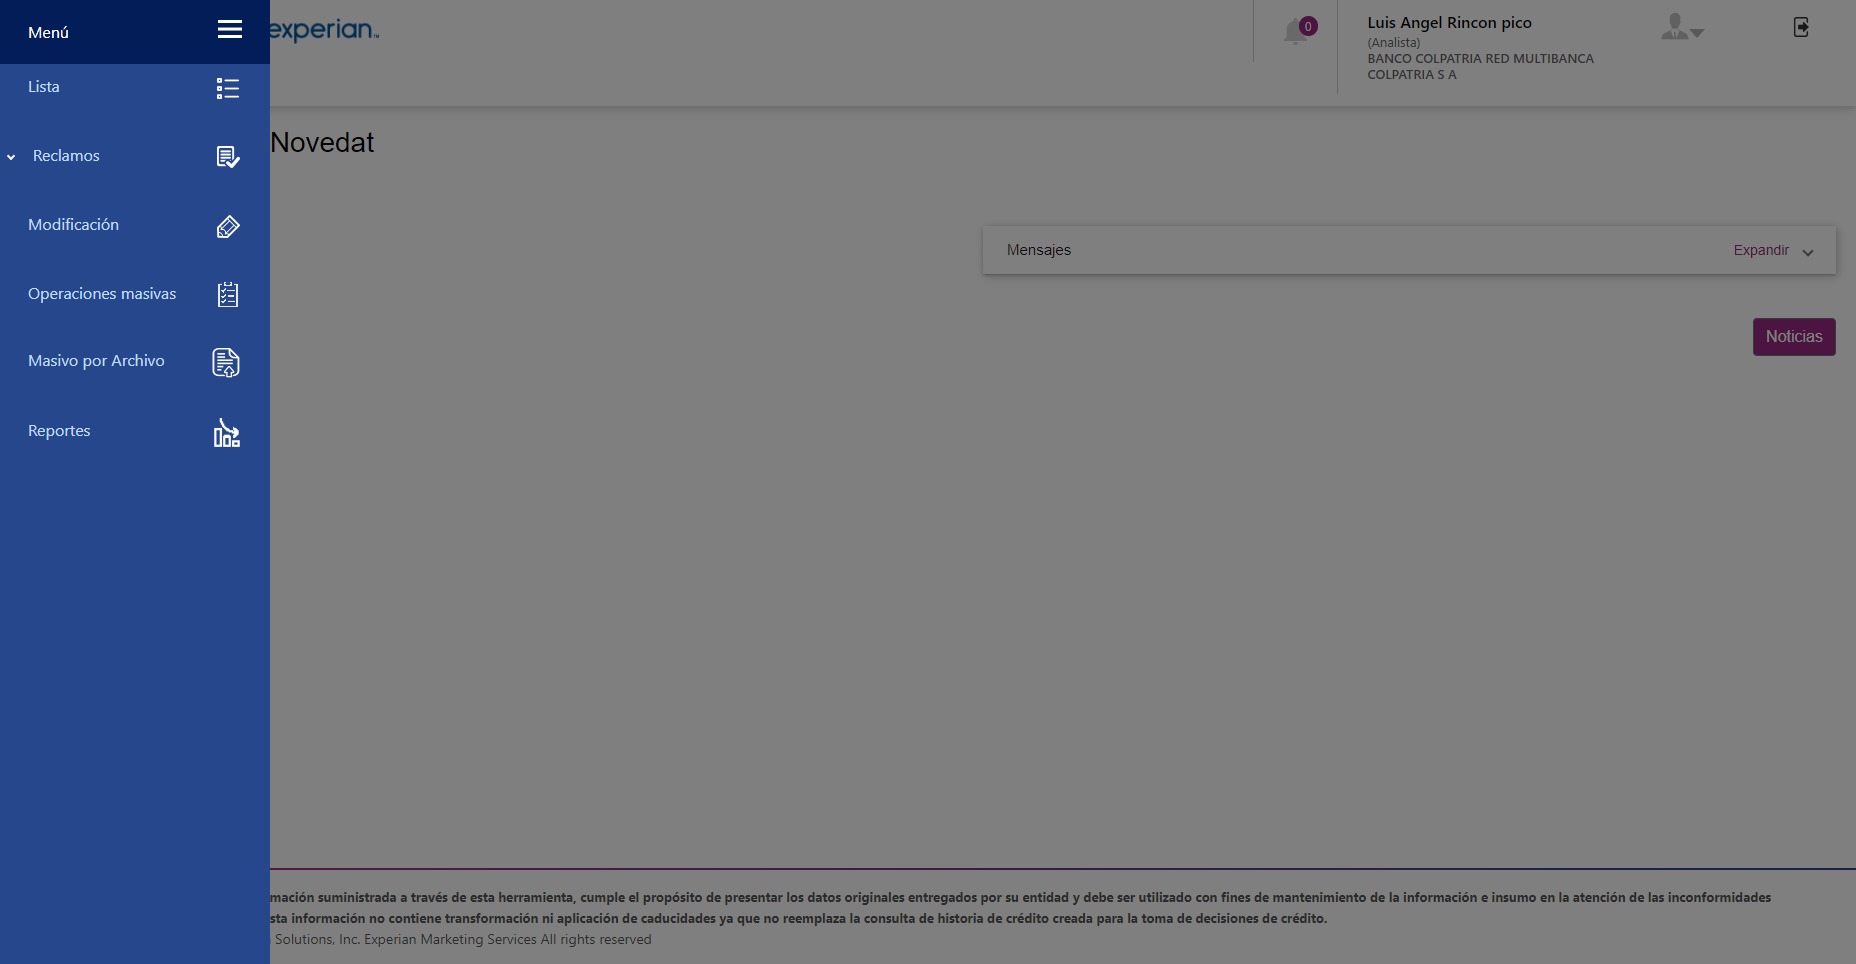 Menú
experian™
0
Luis Angel Rincon pico
(Analista)
BANCO COLPATRIA RED MULTIBANCA
COLPATRIA S A
Lista
Reclamos
Modificación
Operaciones masivas
Masivo por Archivo
Reportes
Novedat
Mensajes
Expandir
Noticias
mación suministrada a través de esta herramienta, cumple el propósito de presentar los datos originales entregados por su entidad y debe ser utilizado con fines de mantenimiento de la información e insumo en la atención de las inconformidades
sta información no contiene transformación ni aplicación de caducidades ya que no reemplaza la consulta de historia de crédito creada para la toma de decisiones de crédito.
Solutions, Inc. Experian Marketing Services All rights reserved